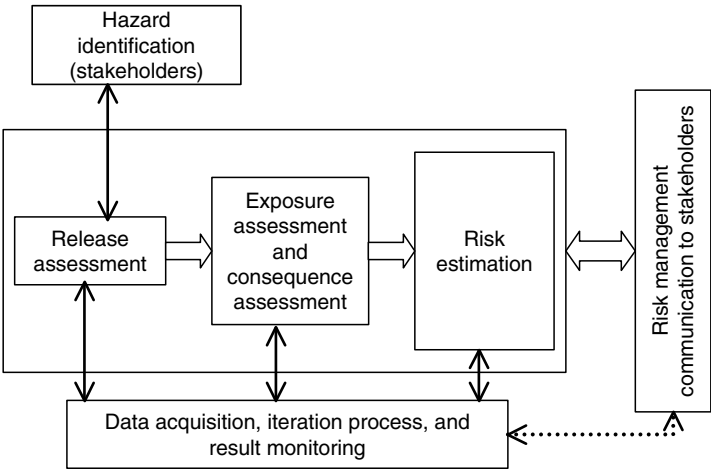 Hazard
identification
(stakeholders)
Release
assessment
Exposure
assessment
and
consequence
assessment
Risk
estimation
Risk management
communication to stakeholders
Data acquisition, iteration process, and
result monitoring